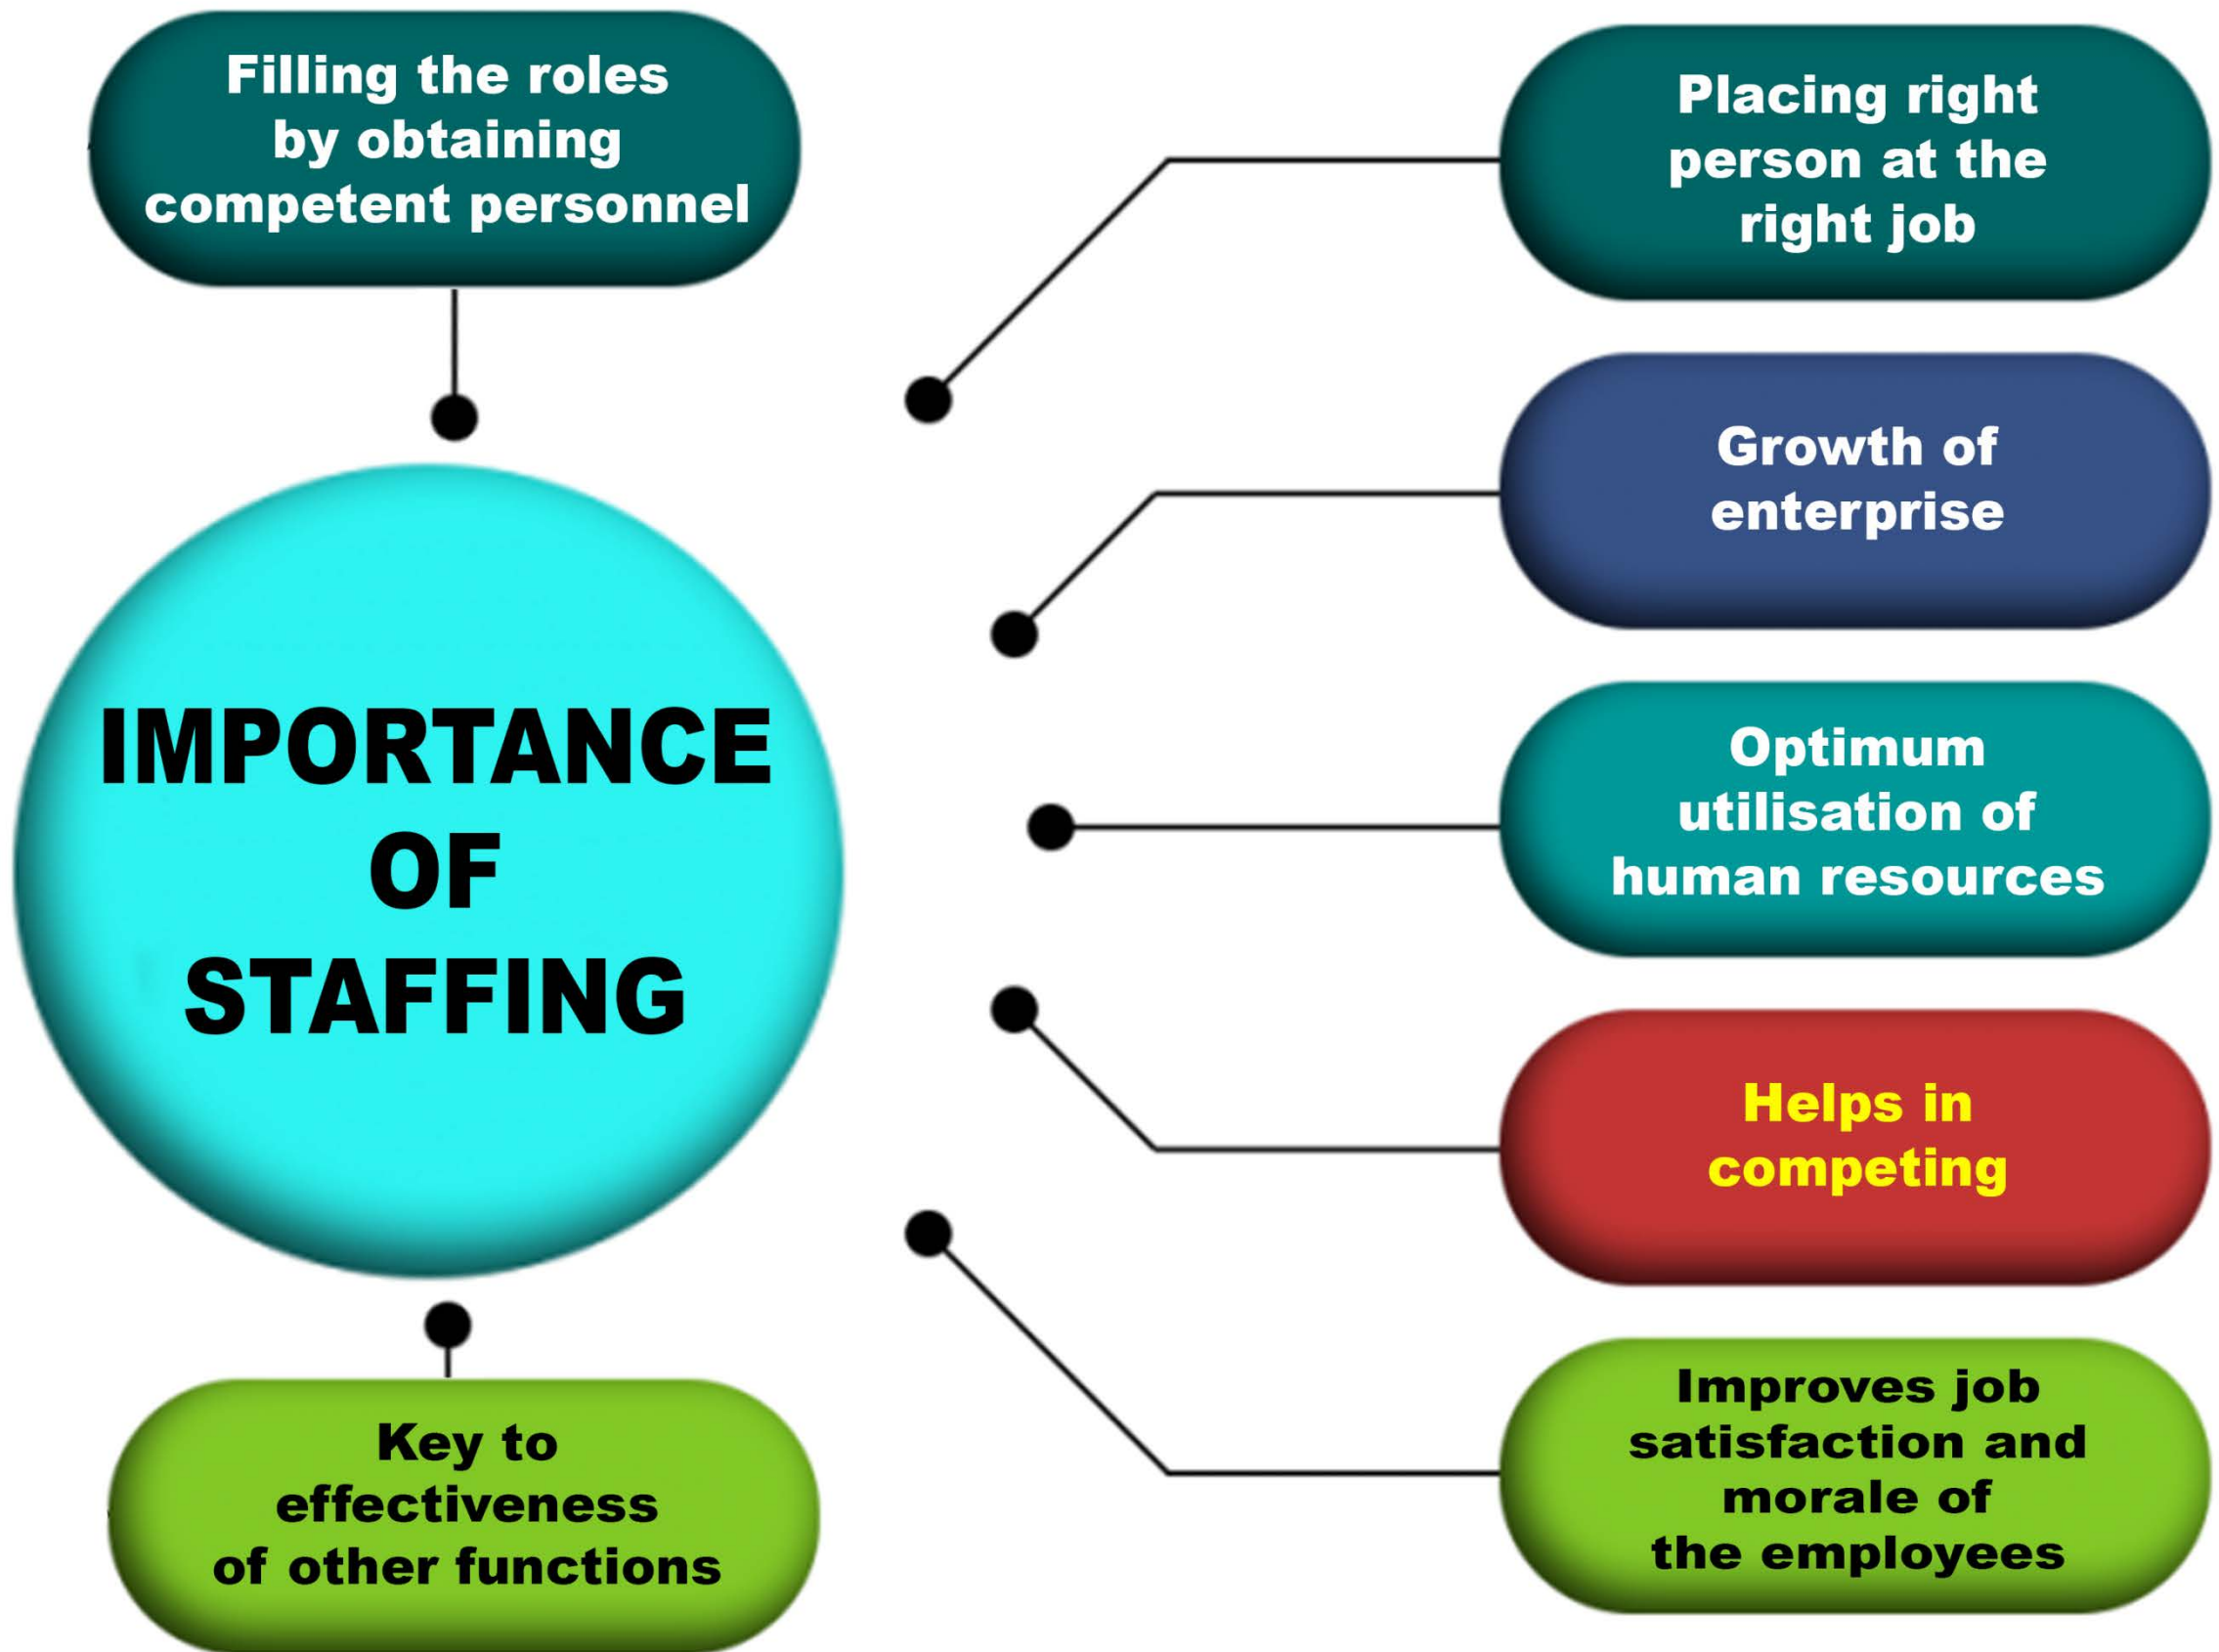 Filling the roles
by obtaining
competent personnel
Placing right
person at the
right job
Growth of
enterprise
IMPORTANCE
OF
STAFFING
Optimum
utilisation of
human resources
Helps in
competing
Key to
effectiveness
of other functions
Improves job
satisfaction and
morale of
the employees